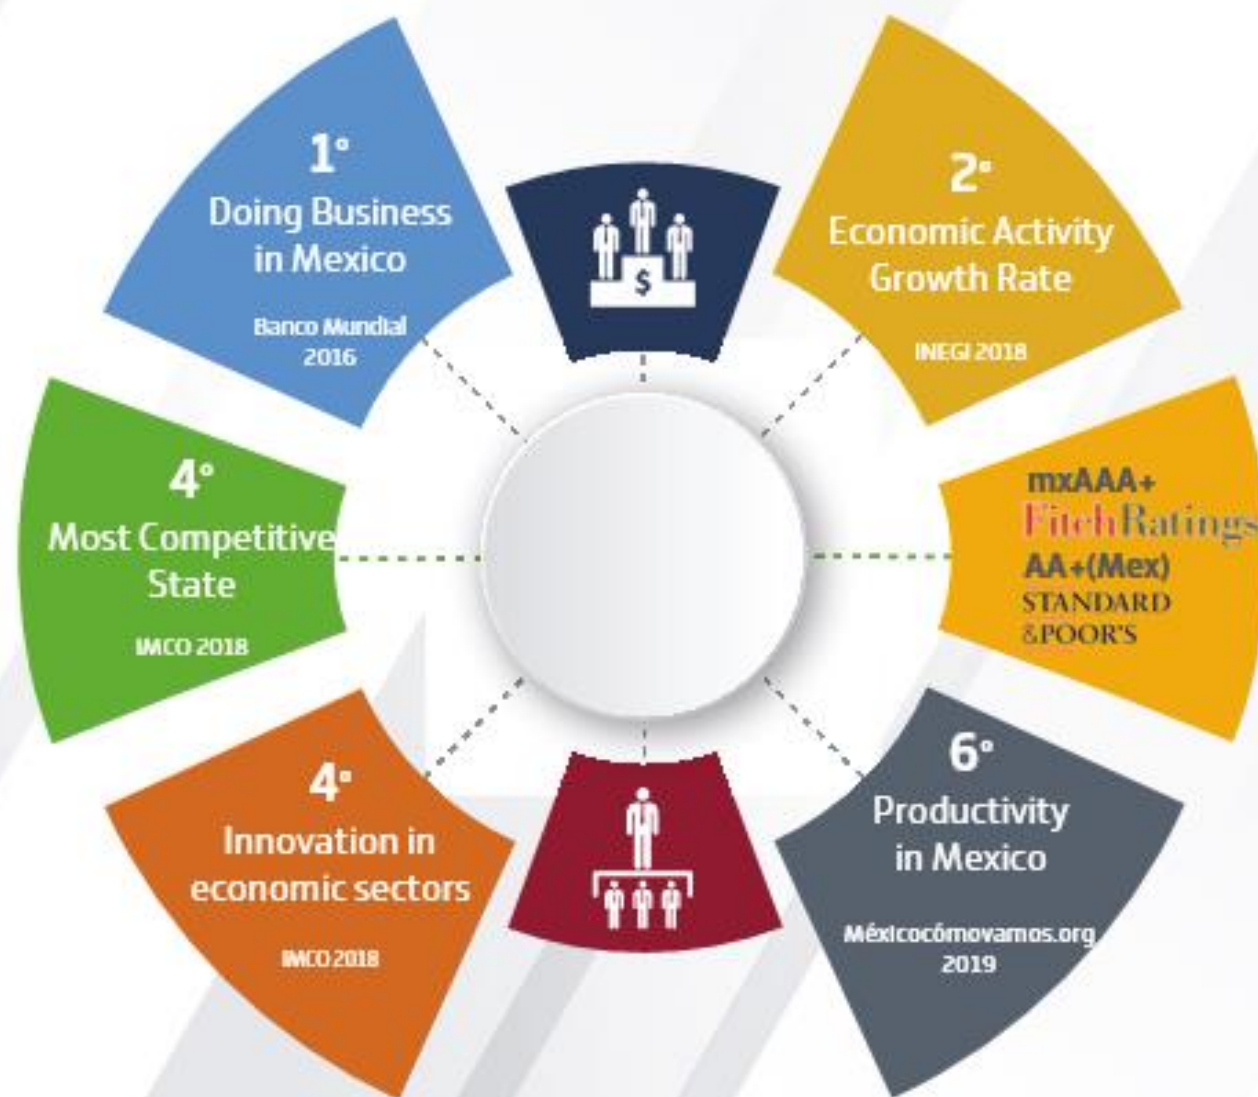 1°
Doing Business
in Mexico
Banco Mundial
2016
$
2°
Economic Activity
Growth Rate
INEGI 2018
4°
Most Competitive
State
IMCO 2018
mxAAA+
FitchRatings
AA+(Mex)
STANDARD
&POOR'S
4°
Innovation in
economic sectors
IMCO 2018
6°
Productivity
in Mexico
Méxicocómovamos.org
2019